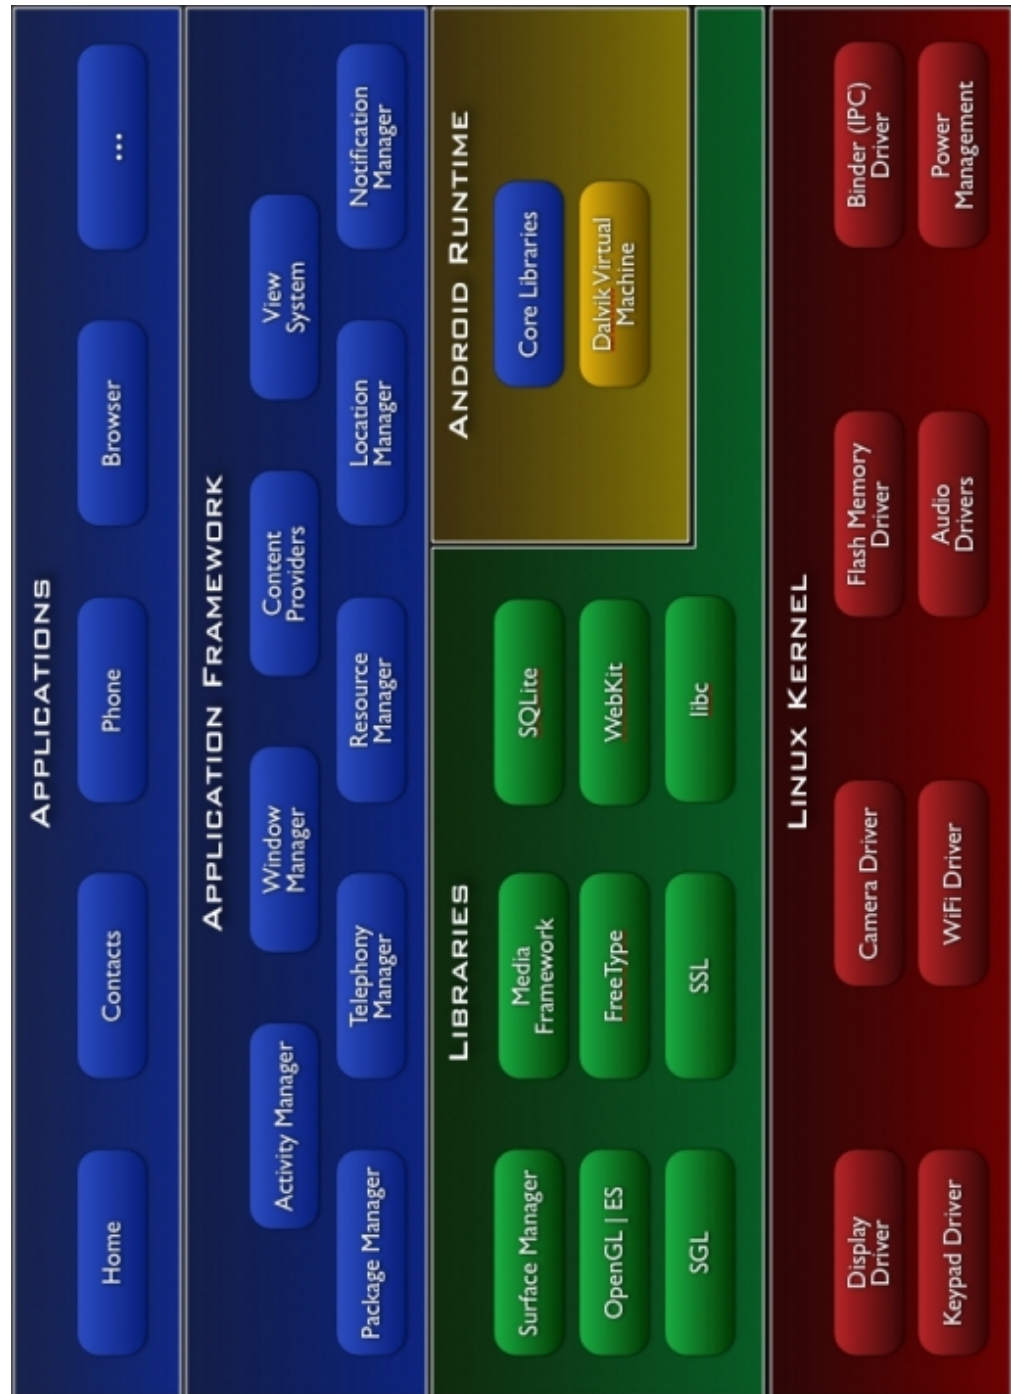 APPLICATIONS
Home
Contacts
Phone
Browser
...
APPLICATION FRAMEWORK
Activity Manager
Window
Manager
Content
Providers
View
System
Package Manager
Telephony
Manager
Resource
Manager
Location
Manager
Notification
Manager
LIBRARIES
Surface Manager
Media
Framework
SQLite
OpenGL | ES
FreeType
WebKit
SGL
SSL
libc
ANDROID RUNTIME
Core Libraries
Dalvik Virtual
Machine
LINUX KERNEL
Display
Driver
Camera Driver
Flash Memory
Driver
Binder (IPC)
Driver
Keypad Driver
WiFi Driver
Audio
Drivers
Power
Management